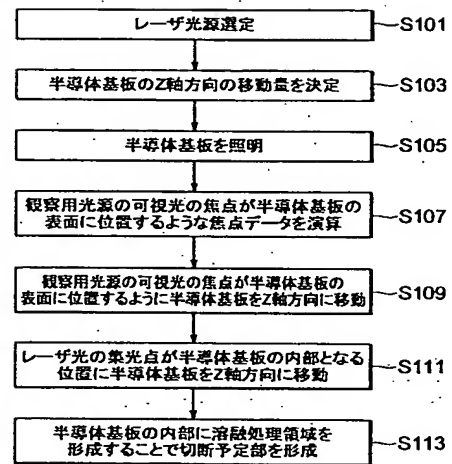 レーザ光源選定
S101
半導体基板のZ軸方向の移動量を決定
S103
半導体基板を照明
S105
観察用光源の可視光の焦点が半導体基板の
表面に位置するような焦点データを演算
S107
観察用光源の可視光の焦点が半導体基板の
表面に位置するように半導体基板をZ軸方向に移動
S109
レーザ光の集光点が半導体基板の内部となる
位置に半導体基板をZ軸方向に移動
S111
半導体基板の内部に溶融処理領域を
形成することで切断予定部を形成
S113